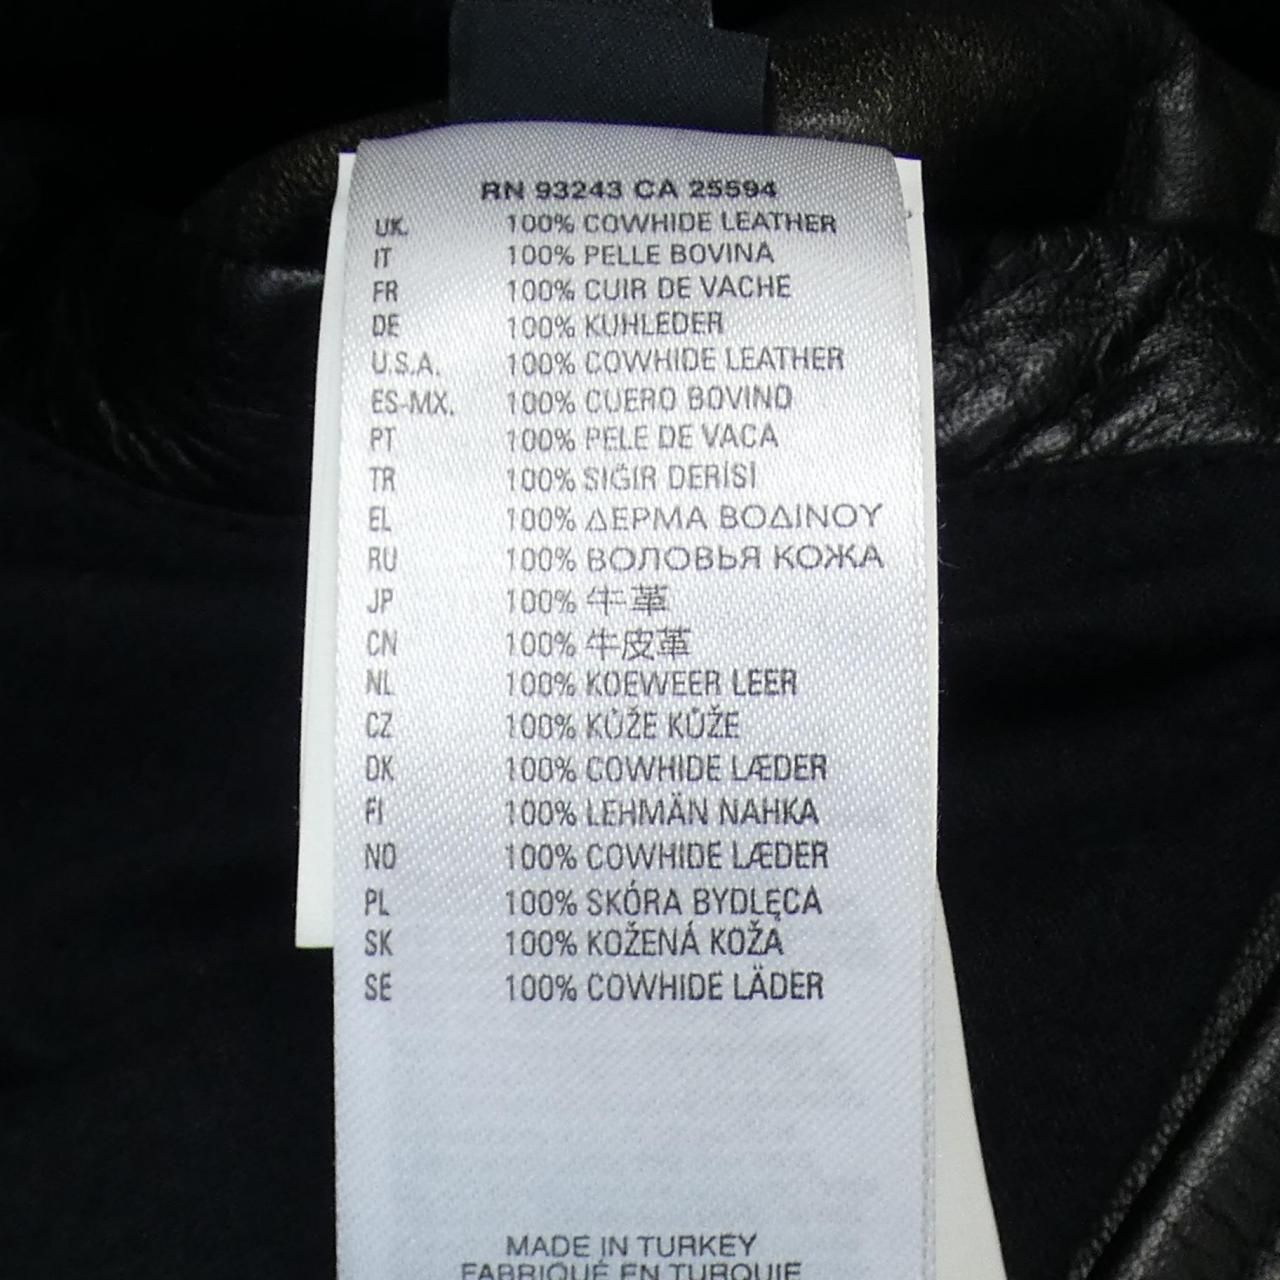 RN 93243 CA 25594
UK. 100% COWHIDE LEATHER
IT 100% PELLE BOVINA
FR 100% CUIR DE VACHE
DE 100% KUHLEDER
U.S.A. 100% COWHIDE LEATHER
ES-MX. 100% CUERO BOVINO
PT 100% PELE DE VACA
TR 100% SIĞIR DERİSİ
EL 100% ΔΕΡΜΑ ΒΟΔΙΝΟΥ
RU 100% ВОЛОВЬЯ КОЖА
JP 100% 牛革
CN 100% 牛皮革
NL 100% KOEWEER LEER
CZ 100% KŮŽE KŮŽE
DK 100% COWHIDE LÆDER
FI 100% LEHMÄN NAHKA
NO 100% COWHIDE LÆDER
PL 100% SKÓRA BYDLĘCA
SK 100% KOŽENÁ KOŽA
SE 100% COWHIDE LÄDER
MADE IN TURKEY
FABRIQUÉ EN TURQUIE